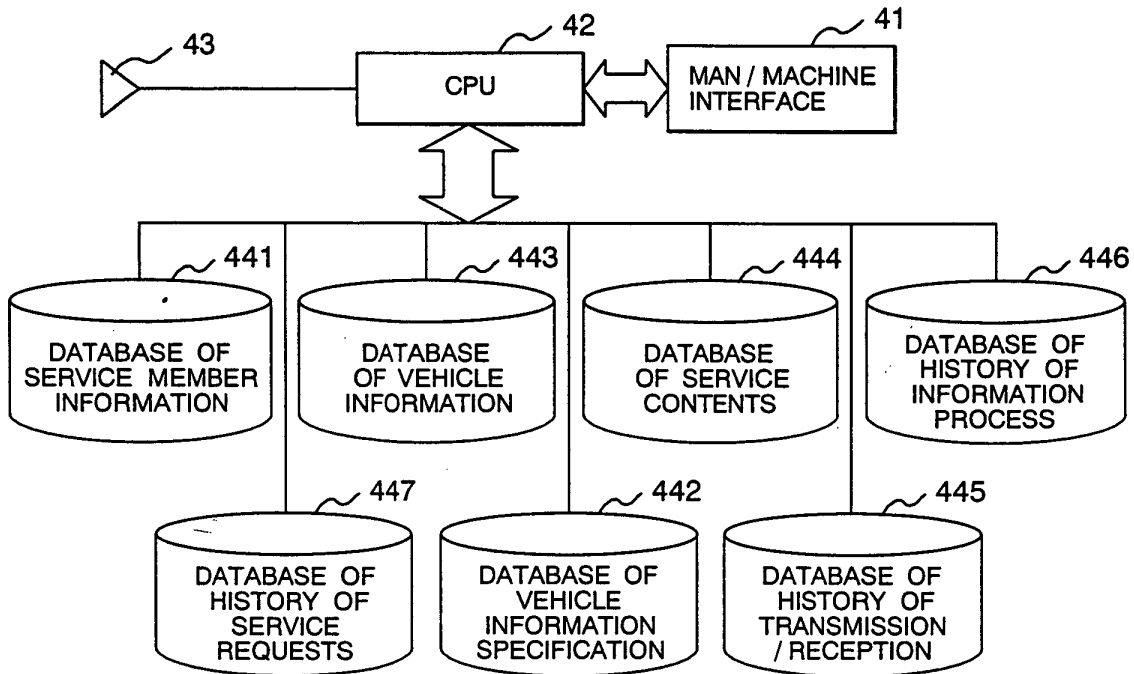 43
42
41
CPU
MAN / MACHINE
INTERFACE
441
443
444
446
DATABASE OF
SERVICE MEMBER
INFORMATION
DATABASE
OF VEHICLE
INFORMATION
DATABASE
OF SERVICE
CONTENTS
DATABASE OF
HISTORY OF
INFORMATION
PROCESS
447
442
445
DATABASE OF
HISTORY OF
SERVICE
REQUESTS
DATABASE OF
VEHICLE
INFORMATION
SPECIFICATION
DATABASE OF
HISTORY OF
TRANSMISSION
/ RECEPTION